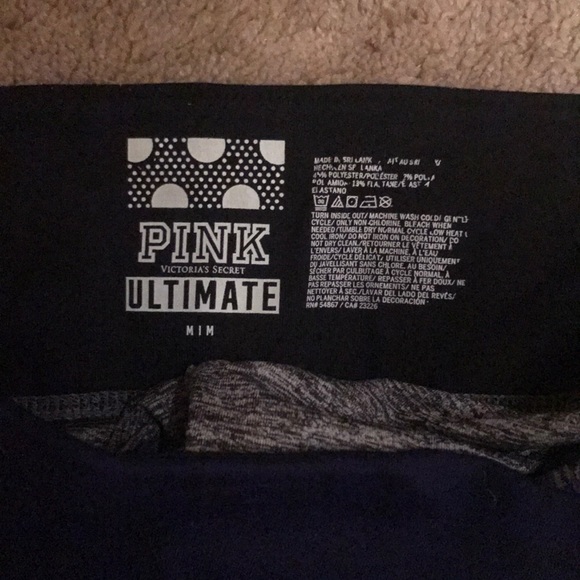 PINK
VICTORIA'S SECRET
ULTIMATE
M | M
MADE SRI LANKA
POLYESTER/POLIÉSTER
ELASTANO
TURN INSIDE OUT/ MACHINE WASH COLD/
CYCLE/ ONLY NON-CHLORINE, BLEACH WHEN
NEEDED/TUMBLE DRY NORMAL CYCLE LOW HEAT
COOL IRON/ DO NOT IRON ON DECORATION/ DO
NOT DRY CLEAN./RETOURNER LE VÊTEMENT À
L'ENVERS/ LAVER À LA MACHINE, À L'EAU
FROIDE/CYCLE DÉLICAT/ UTILISER UNIQUEMENT
DU JAVELLISANT SANS CHLORE, AU BESOIN/
SÉCHER PAR CULBUTAGE À CYCLE NORMAL, À
BASSE TEMPÉRATURE/ REPASSER À FER DOUX/ NE
PAS REPASSER LES ORNEMENTS/ NE PAS
NETTOYER À SEC./LAVAR DEL LADO DEL REVÉS/
NO PLANCHAR SOBRE LA DECORACIÓN.
RN# 54867 / CA# 23226